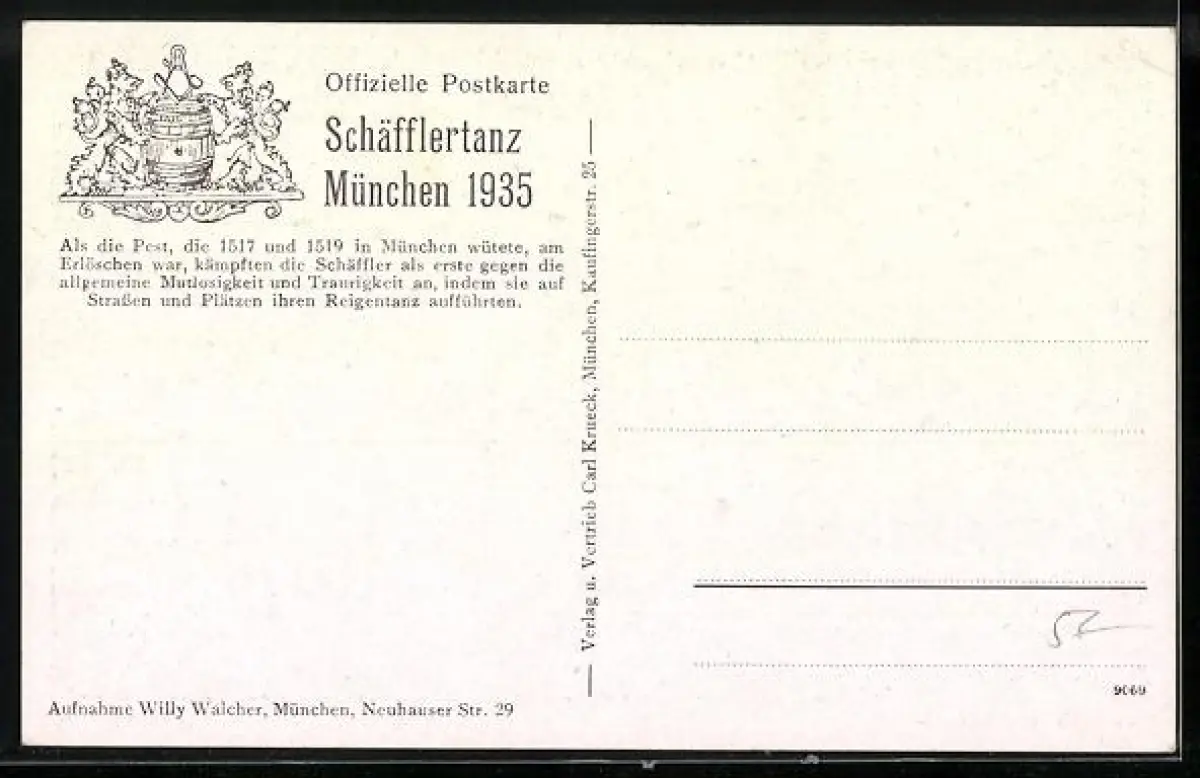 Offizielle Postkarte
Schäfflertanz
München 1935
Als die Pest, die 1517 und 1519 in München wütete, am
Erlöschen war, kämpften die Schäffler als erste gegen die
allgemeine Mutlosigkeit und Traurigkeit an, indem sie auf
Straßen und Plätzen ihren Reigentanz aufführten.
Verlag u. Vertrieb Carl Krueck, München, Kaufingerstr. 25
Aufnahme Willy Walcher, München, Neuhauser Str. 29
9069